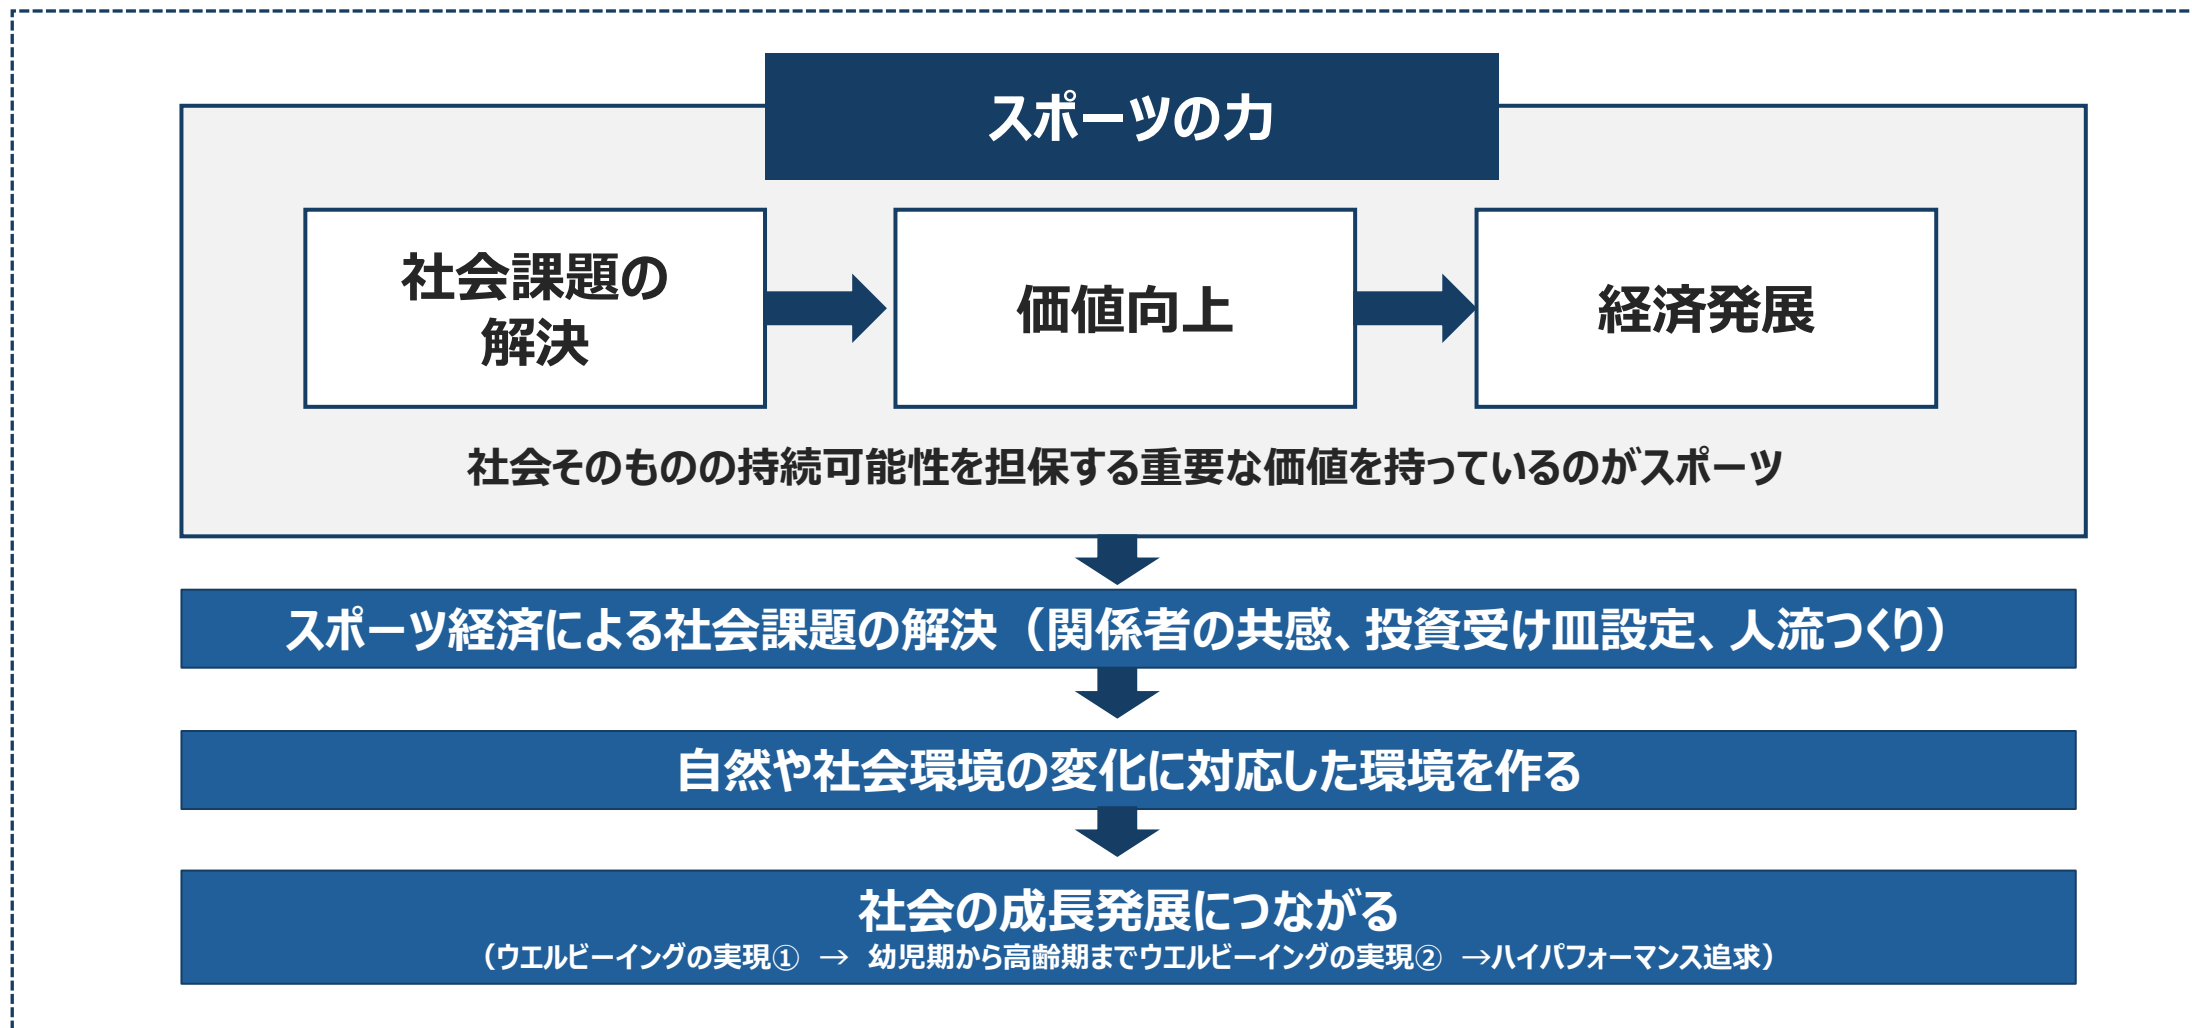 スポーツの力
社会課題の
解決
価値向上
経済発展
社会そのものの持続可能性を担保する重要な価値を持っているのがスポーツ
スポーツ経済による社会課題の解決（関係者の共感、投資受け皿設定、人流つくり）
自然や社会環境の変化に対応した環境を作る
社会の成長発展につながる
（ウエルビーイングの実現① → 幼児期から高齢期までウエルビーイングの実現② →ハイパフォーマンス追求）